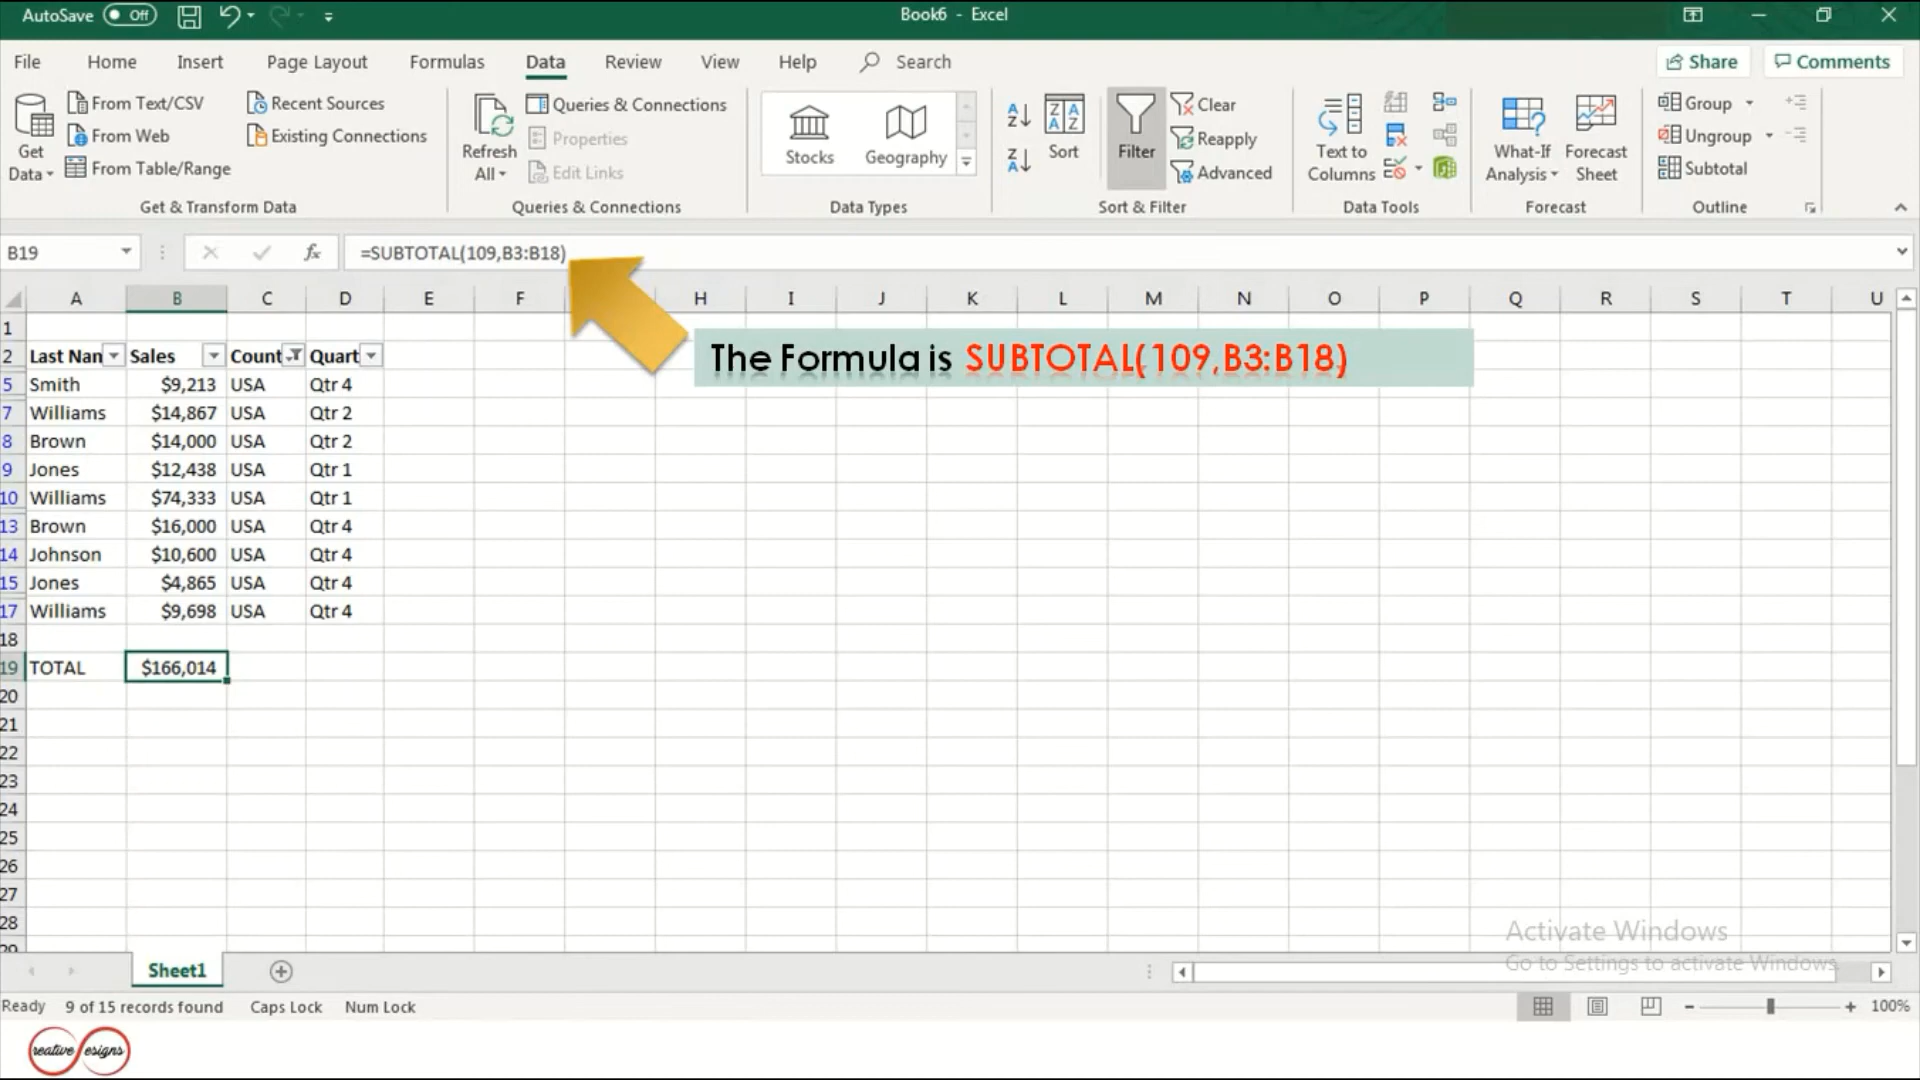 AutoSave Off Book6 - Excel
File Home Insert Page Layout Formulas Data Review View Help Search Share Comments
Get Data
From Text/CSV
From Web
From Table/Range
Recent Sources
Existing Connections
Get & Transform Data
Refresh All
Queries & Connections
Properties
Edit Links
Queries & Connections
Stocks Geography
Data Types
Sort
Filter
Clear
Reapply
Advanced
Sort & Filter
Text to Columns
Data Tools
What-If Analysis
Forecast Sheet
Forecast
Group
Ungroup
Subtotal
Outline
B19 fx =SUBTOTAL(109,B3:B18)
A B C D E F H I J K L M N O P Q R S T U
1
2 Last Nan Sales Count Quart
The Formula is SUBTOTAL(109,B3:B18)
5 Smith $9,213 USA Qtr 4
7 Williams $14,867 USA Qtr 2
8 Brown $14,000 USA Qtr 2
9 Jones $12,438 USA Qtr 1
10 Williams $74,333 USA Qtr 1
13 Brown $16,000 USA Qtr 4
14 Johnson $10,600 USA Qtr 4
15 Jones $4,865 USA Qtr 4
17 Williams $9,698 USA Qtr 4
18
19 TOTAL $166,014
20
21
22
23
24
25
26
27
28
29
Activate Windows
Go to Settings to activate Windows.
Sheet1
Ready 9 of 15 records found Caps Lock Num Lock 100%
reative esigns